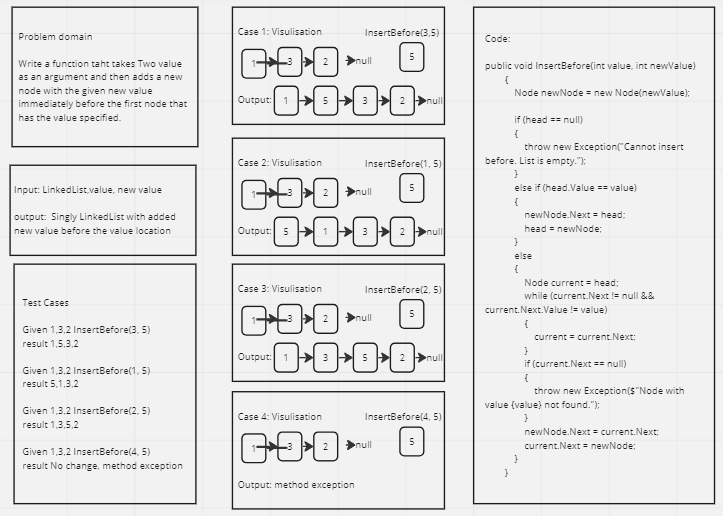 Problem domain
Write a function taht takes Two value
as an argument and then adds a new
node with the given new value
immediately before the first node that
has the value specified.
Input: LinkedList,value, new value
output: Singly LinkedList with added
new value before the value location
Test Cases
Given 1,3,2 InsertBefore(3, 5)
result 1,5,3,2
Given 1,3,2 InsertBefore(1, 5)
result 5,1,3,2
Given 1,3,2 InsertBefore(2, 5)
result 1,3,5,2
Given 1,3,2 InsertBefore(4, 5)
result No change, method exception
Case 1: Visulisation InsertBefore(3,5)
1 3 2 null 5
Output: 1 5 3 2 null
Case 2: Visulisation InsertBefore(1, 5)
1 3 2 null 5
Output: 5 1 3 2 null
Case 3: Visulisation InsertBefore(2, 5)
1 3 2 null 5
Output: 1 3 5 2 null
Case 4: Visulisation InsertBefore(4, 5)
1 3 2 null 5
Output: method exception
Code:
public void InsertBefore(int value, int newValue)
{
Node newNode = new Node(newValue);
if (head == null)
{
throw new Exception("Cannot insert
before. List is empty.");
}
else if (head.Value == value)
{
newNode.Next = head;
head = newNode;
}
else
{
Node current = head;
while (current.Next != null &&
current.Next.Value != value)
{
current = current.Next;
}
if (current.Next == null)
{
throw new Exception($"Node with
value {value} not found.");
}
newNode.Next = current.Next;
current.Next = newNode;
}
}